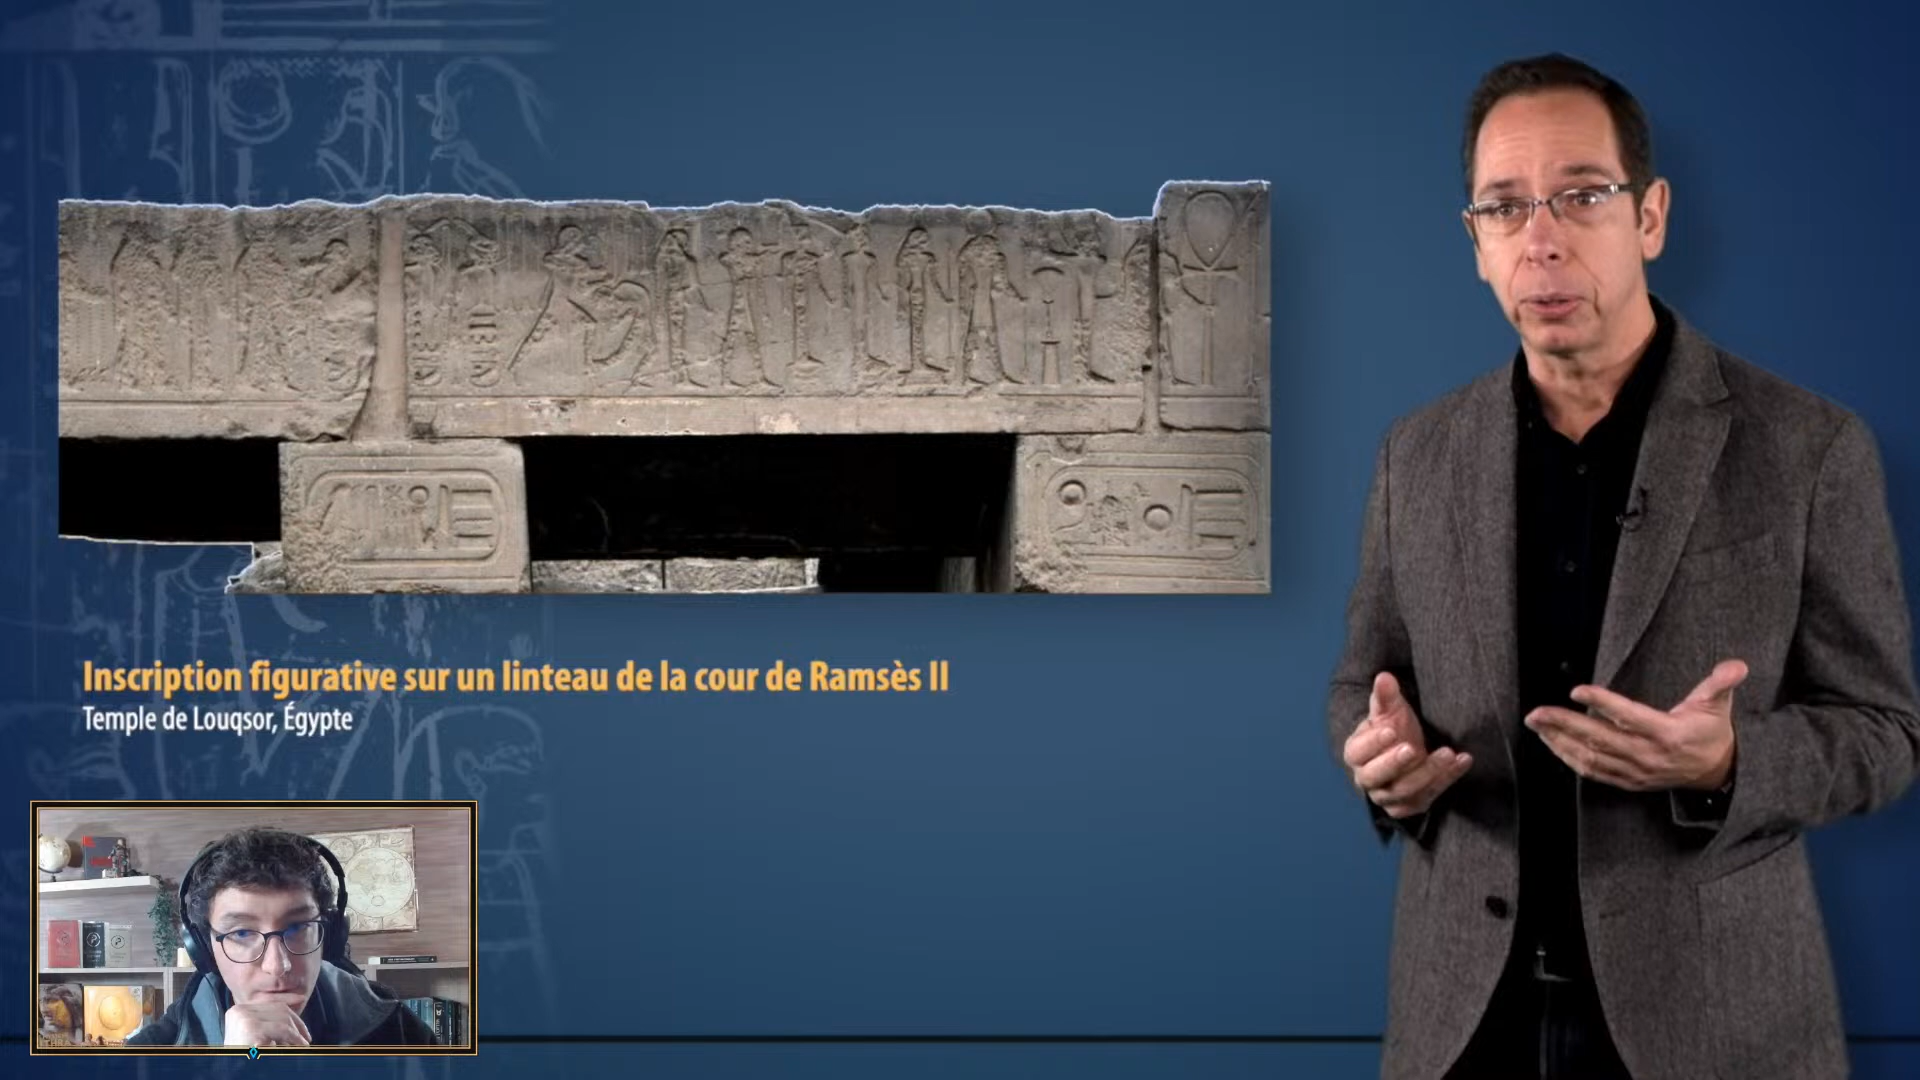 Inscription figurative sur un linteau de la cour de Ramsès II
Temple de Louqsor, Égypte